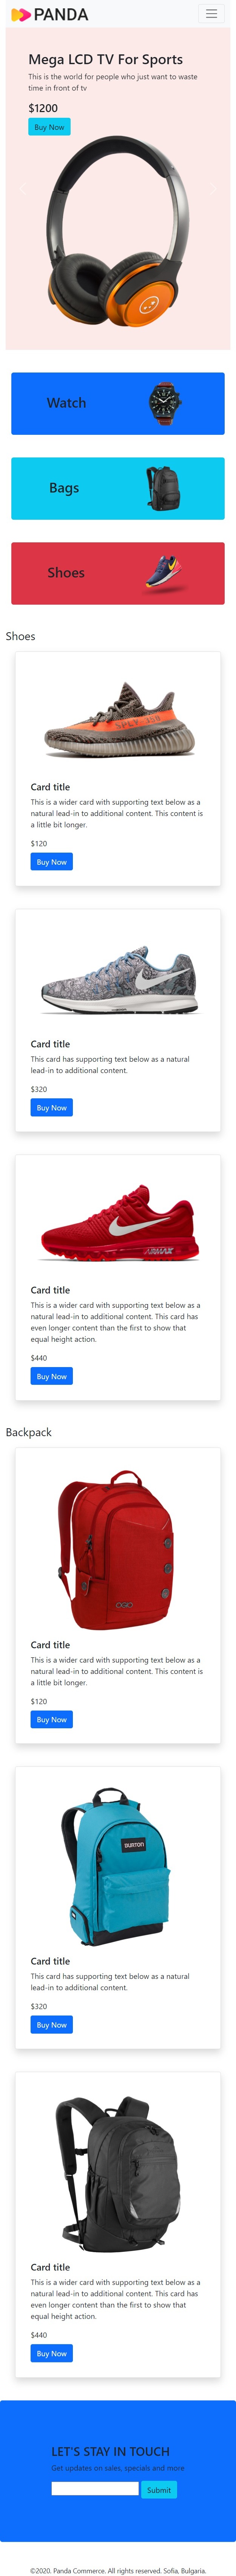 PANDA
Mega LCD TV For Sports
This is the world for people who just want to waste
time in front of tv
$1200
Buy Now
Watch
Bags
Shoes
Shoes
Card title
This is a wider card with supporting text below as a
natural lead-in to additional content. This content is
a little bit longer.
$120
Buy Now
Card title
This card has supporting text below as a natural
lead-in to additional content.
$320
Buy Now
AIRMAX
Card title
This is a wider card with supporting text below as a
natural lead-in to additional content. This card has
even longer content than the first to show that
equal height action.
$440
Buy Now
Backpack
OGIO
Card title
This is a wider card with supporting text below as a
natural lead-in to additional content. This content is
a little bit longer.
$120
Buy Now
BURTON
Card title
This card has supporting text below as a natural
lead-in to additional content.
$320
Buy Now
Card title
This is a wider card with supporting text below as a
natural lead-in to additional content. This card has
even longer content than the first to show that
equal height action.
$440
Buy Now
LET'S STAY IN TOUCH
Get updates on sales, specials and more
Submit
©2020. Panda Commerce. All rights reserved. Sofia, Bulgaria.